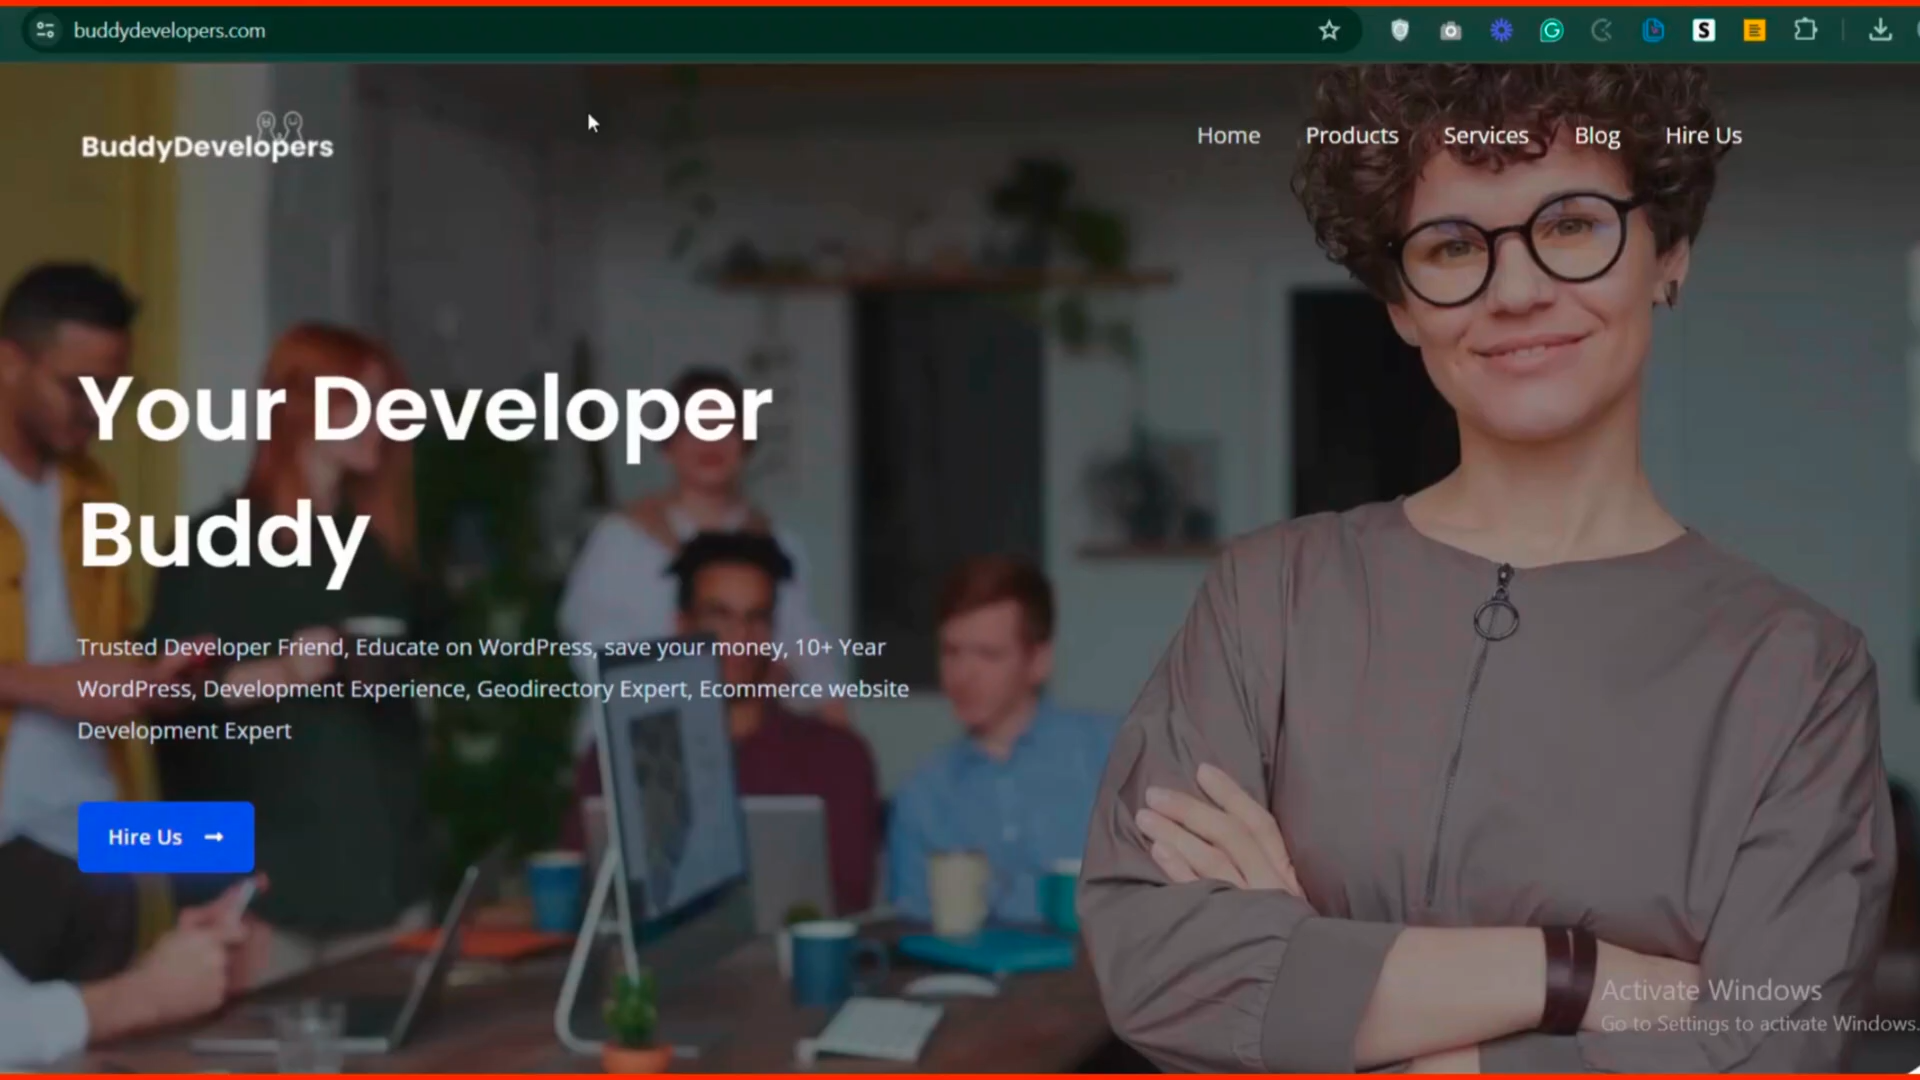 buddydevelopers.com
BuddyDevelopers
Home Products Services Blog Hire Us
Your Developer
Buddy
Trusted Developer Friend, Educate on WordPress, save your money, 10+ Year
WordPress, Development Experience, Geodirectory Expert, Ecommerce website
Development Expert
Hire Us
Activate Windows
Go to Settings to activate Windows.